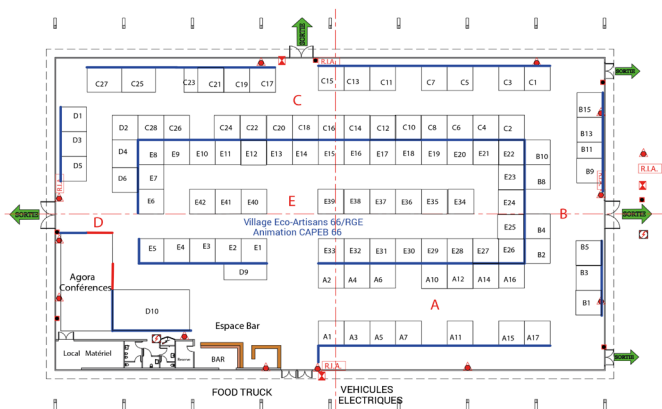 SORTIE
R.I.A.
C27 C25 C23 C21 C19 C17 C15 C13 C11 C7 C5 C3 C1
SORTIE
C
D1 B15
D2 C28 C26 C24 C22 C20 C18 C16 C14 C12 C10 C8 C6 C4 C2
D3 B13
D4 E8 E9 E10 E11 E12 E13 E14 E15 E16 E17 E18 E19 E20 E21 E22 B10 B11
D5 D6 E7 E23 B8 B9
R.I.A. R.I.A.
E6 E42 E41 E40 E E39 E38 E37 E36 E35 E34 E24
SORTIE D B SORTIE
Village Eco-Artisans 66/RGE
Animation CAPEB 66
E25 B4
E5 E4 E3 E2 E1 E33 E32 E31 E30 E29 E28 E27 E26 B2 B5
D9 A2 A4 A6 A10 A12 A14 A16 B3
Agora
Conférences
A B1
D10
Espace Bar
A1 A3 A5 A7 A11 A15 A17
Local Matériel Reserve BAR SORTIE
R.I.A.
FOOD TRUCK VEHICULES
ELECTRIQUES